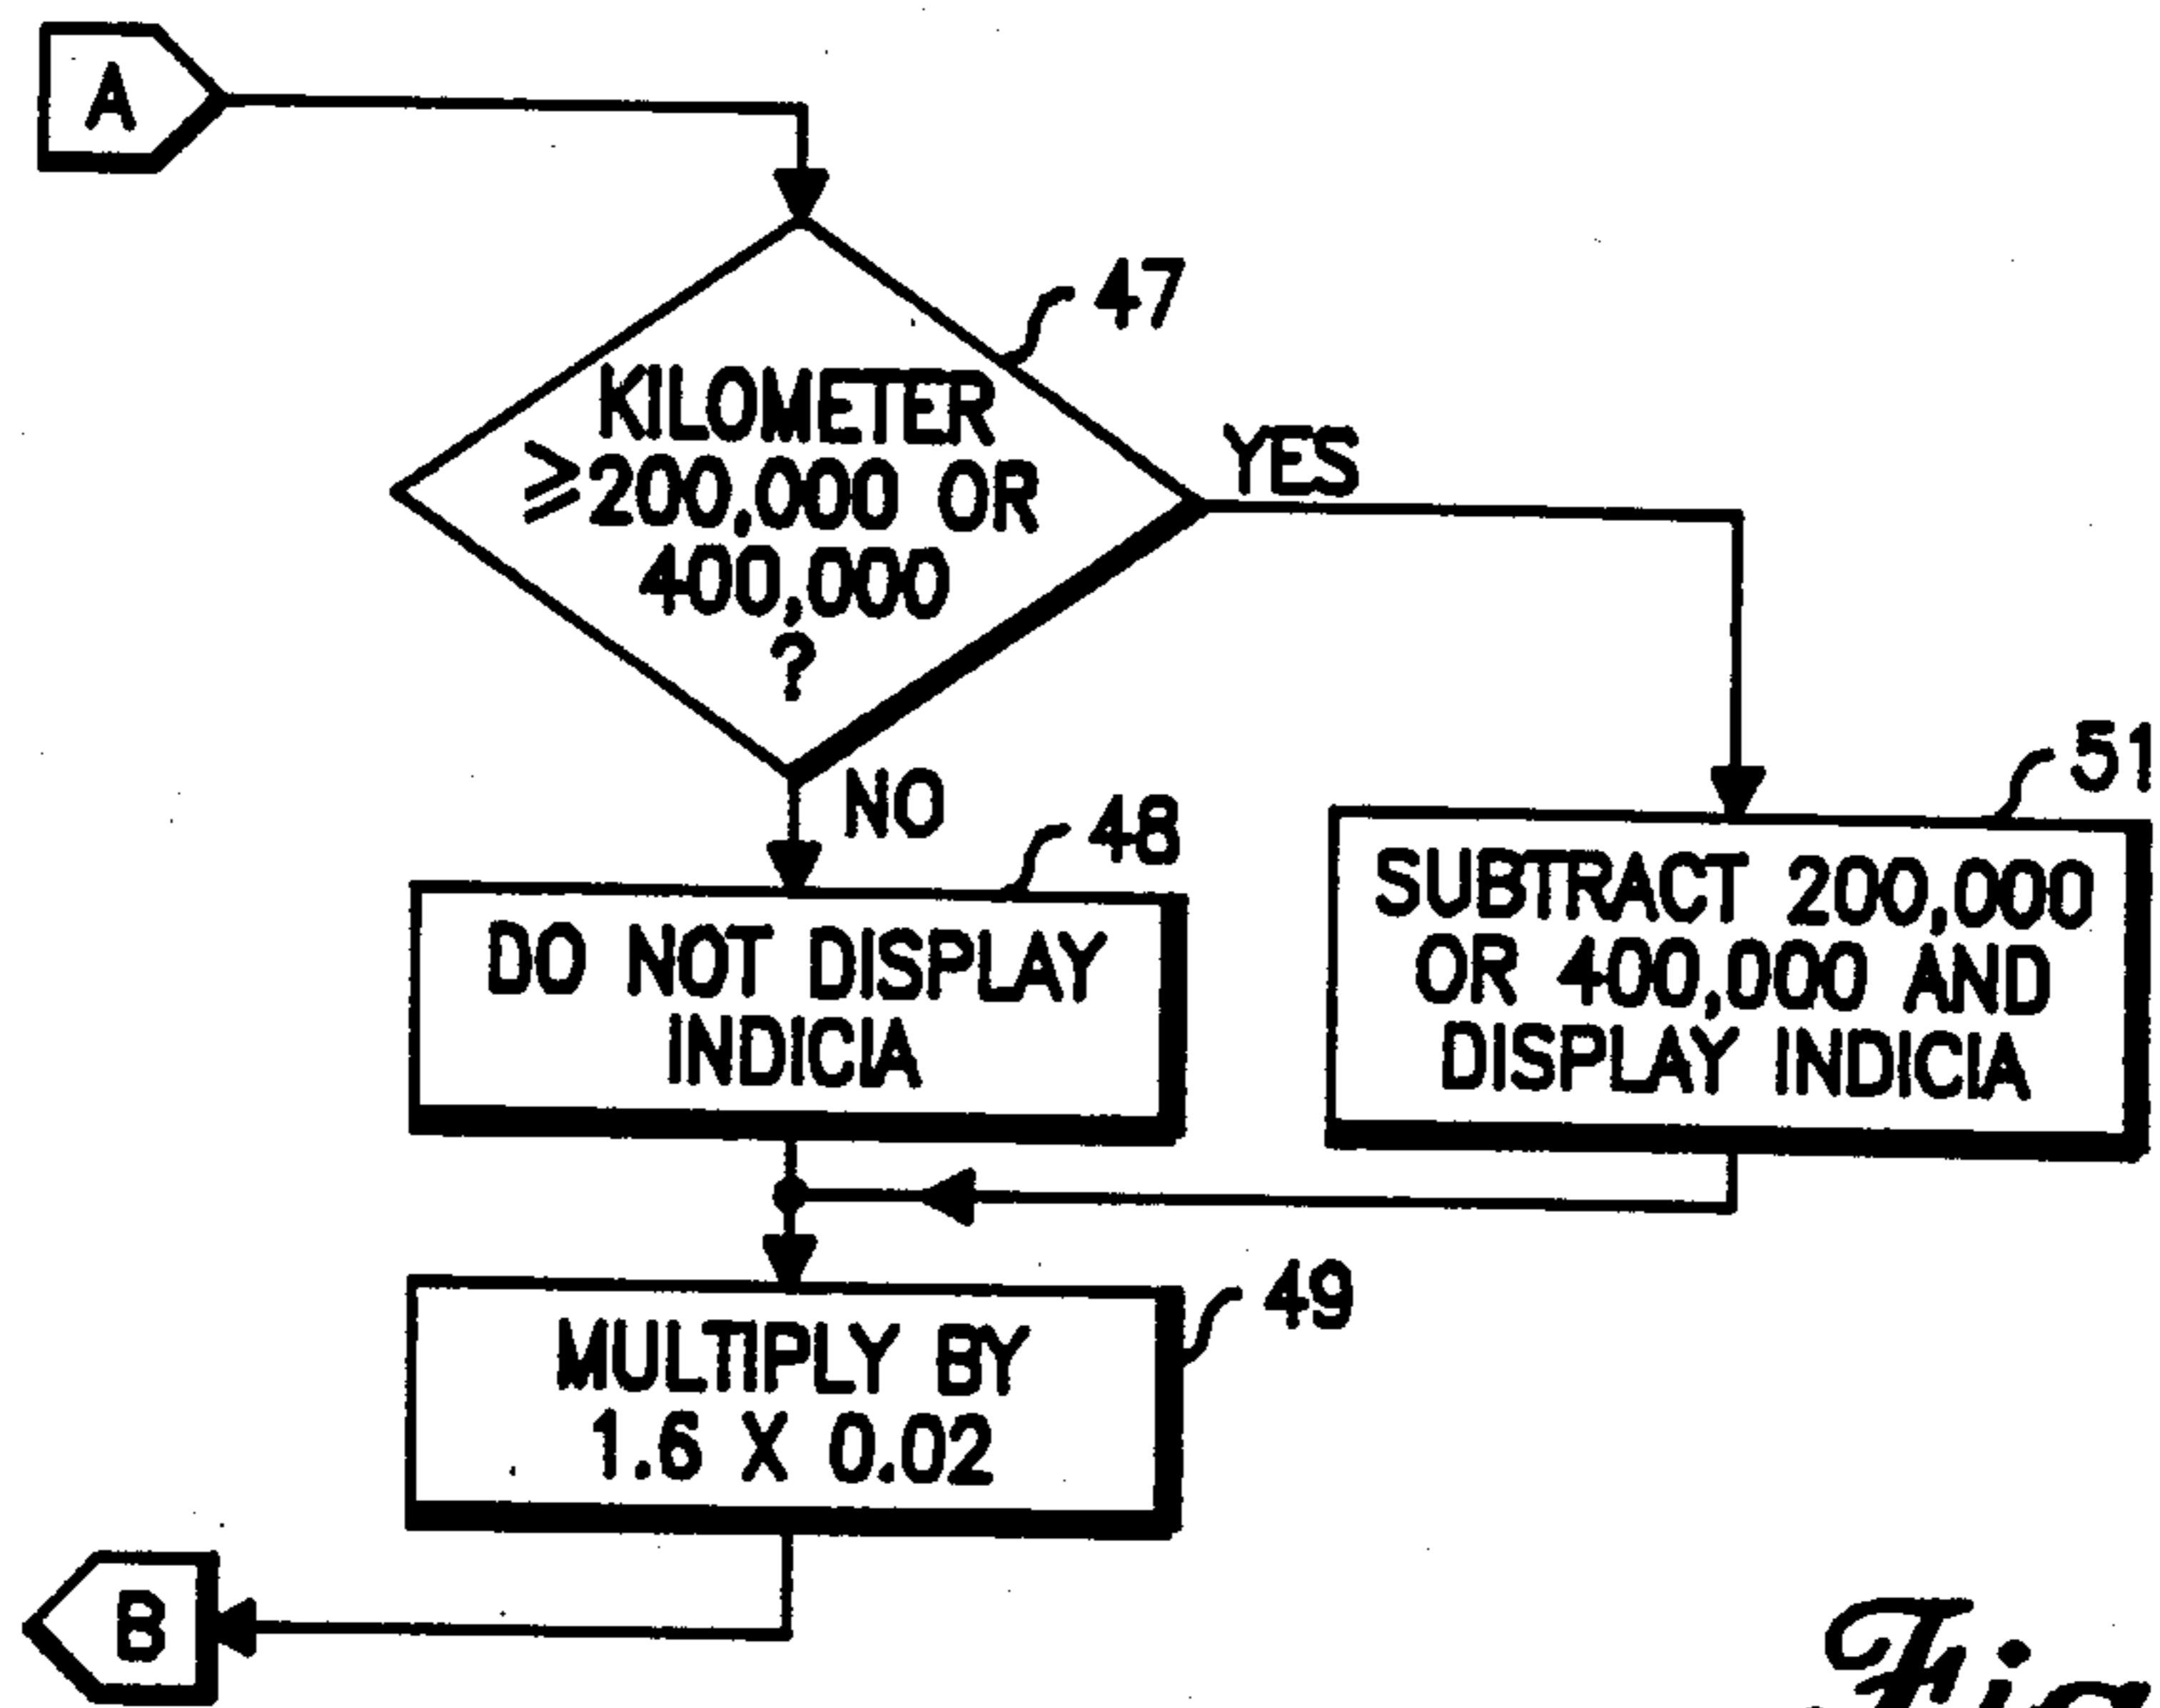 A
47
KILOMETER
≥200,000 OR
400,000
?
YES
NO
48
51
DO NOT DISPLAY
INDICIA
SUBTRACT 200,000
OR 400,000 AND
DISPLAY INDICIA
49
MULTIPLY BY
1.6 X 0.02
B
Fig